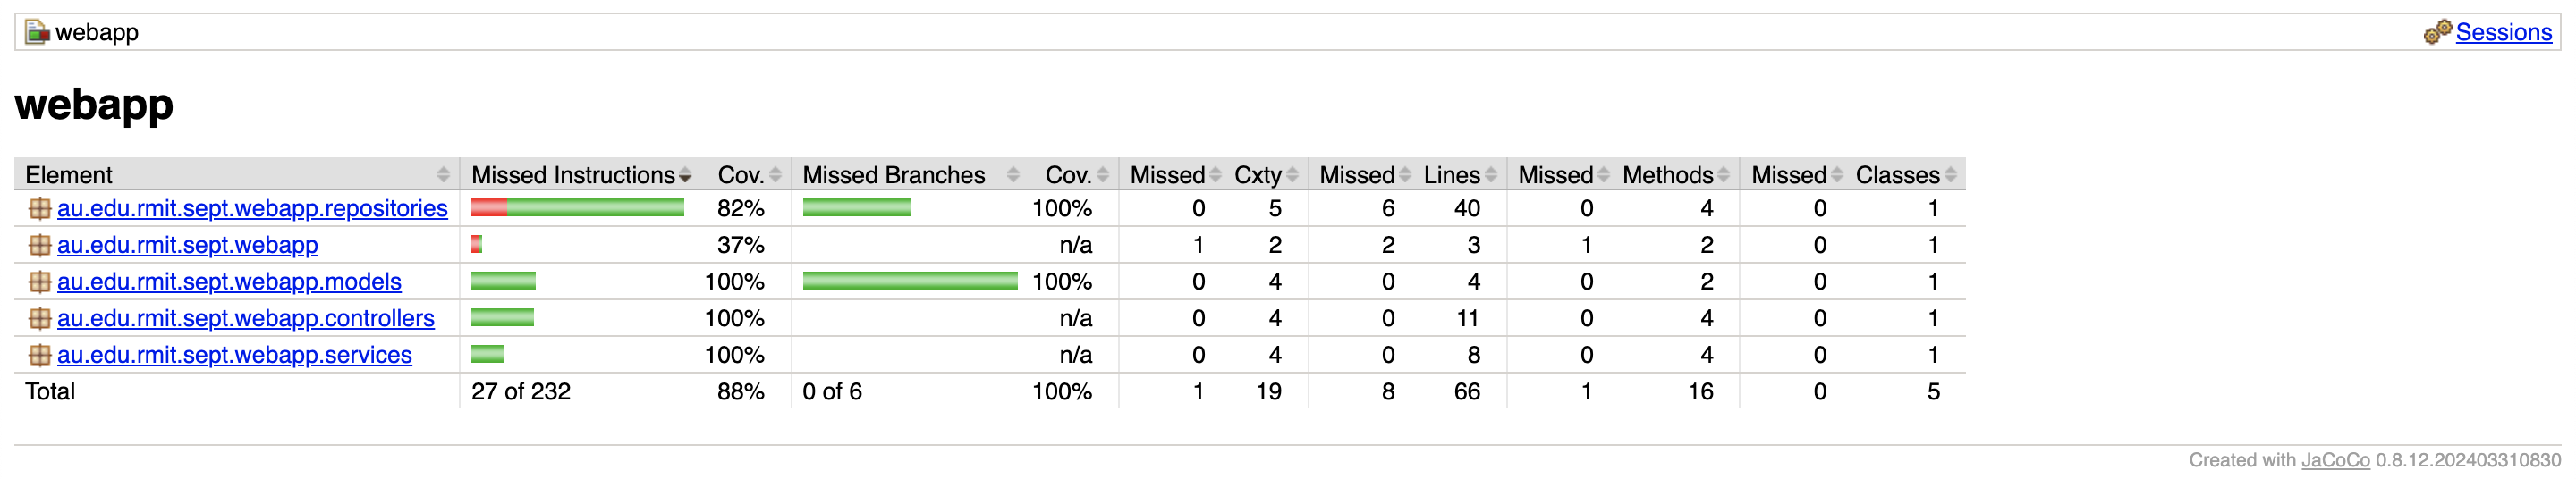 webapp Sessions
webapp
Element Missed Instructions Cov. Missed Branches Cov. Missed Cxty Missed Lines Missed Methods Missed Classes
au.edu.rmit.sept.webapp.repositories 82% 100% 0 5 6 40 0 4 0 1
au.edu.rmit.sept.webapp 37% n/a 1 2 2 3 1 2 0 1
au.edu.rmit.sept.webapp.models 100% 100% 0 4 0 4 0 2 0 1
au.edu.rmit.sept.webapp.controllers 100% n/a 0 4 0 11 0 4 0 1
au.edu.rmit.sept.webapp.services 100% n/a 0 4 0 8 0 4 0 1
Total 27 of 232 88% 0 of 6 100% 1 19 8 66 1 16 0 5
Created with JaCoCo 0.8.12.202403310830